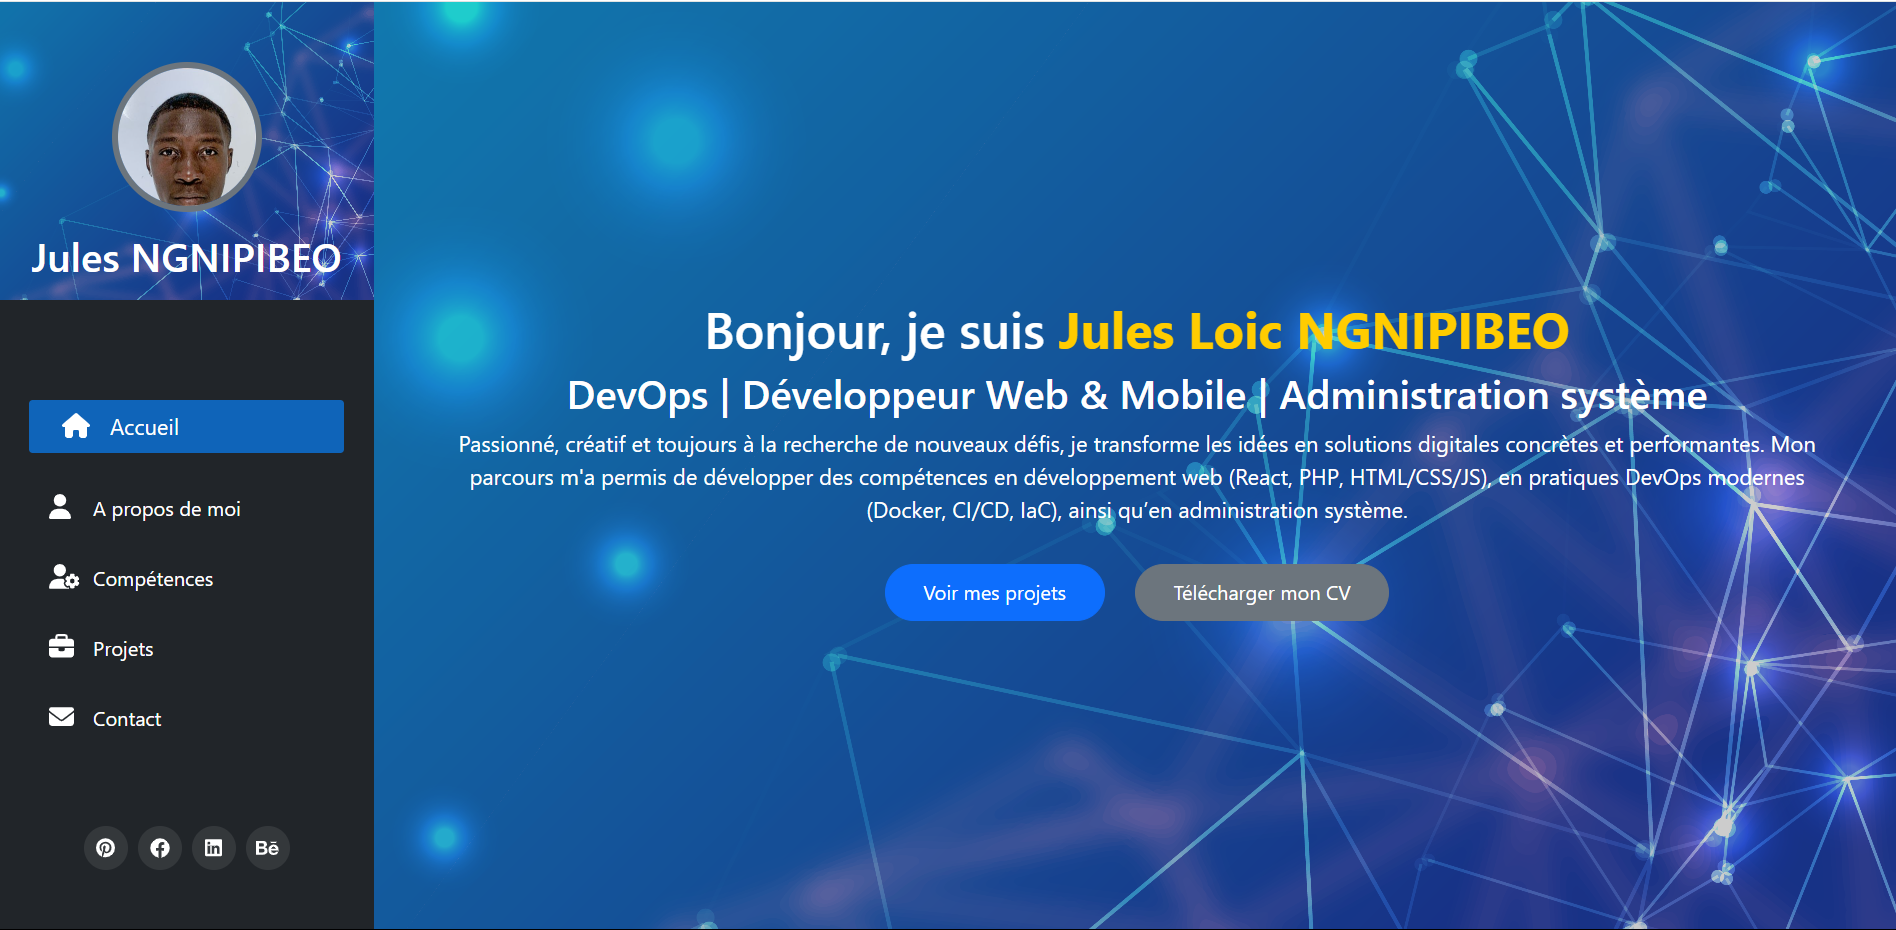 Jules NGNIPIBEO
Accueil
A propos de moi
Compétences
Projets
Contact
Bē
Bonjour, je suis Jules Loic NGNIPIBEO
DevOps | Développeur Web & Mobile | Administration système
Passionné, créatif et toujours à la recherche de nouveaux défis, je transforme les idées en solutions digitales concrètes et performantes. Mon
parcours m'a permis de développer des compétences en développement web (React, PHP, HTML/CSS/JS), en pratiques DevOps modernes
(Docker, CI/CD, IaC), ainsi qu’en administration système.
Voir mes projets
Télécharger mon CV